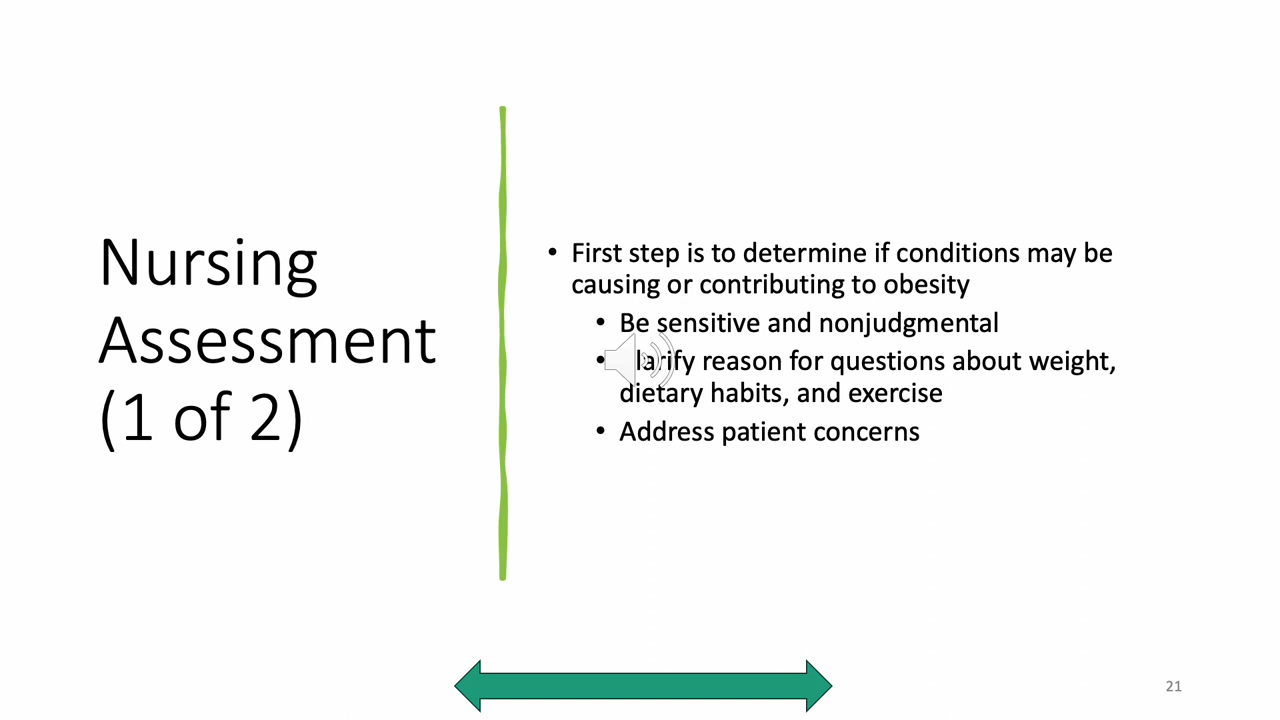 Nursing
Assessment
(1 of 2)
• First step is to determine if conditions may be
causing or contributing to obesity
• Be sensitive and nonjudgmental
• Clarify reason for questions about weight,
dietary habits, and exercise
• Address patient concerns
21